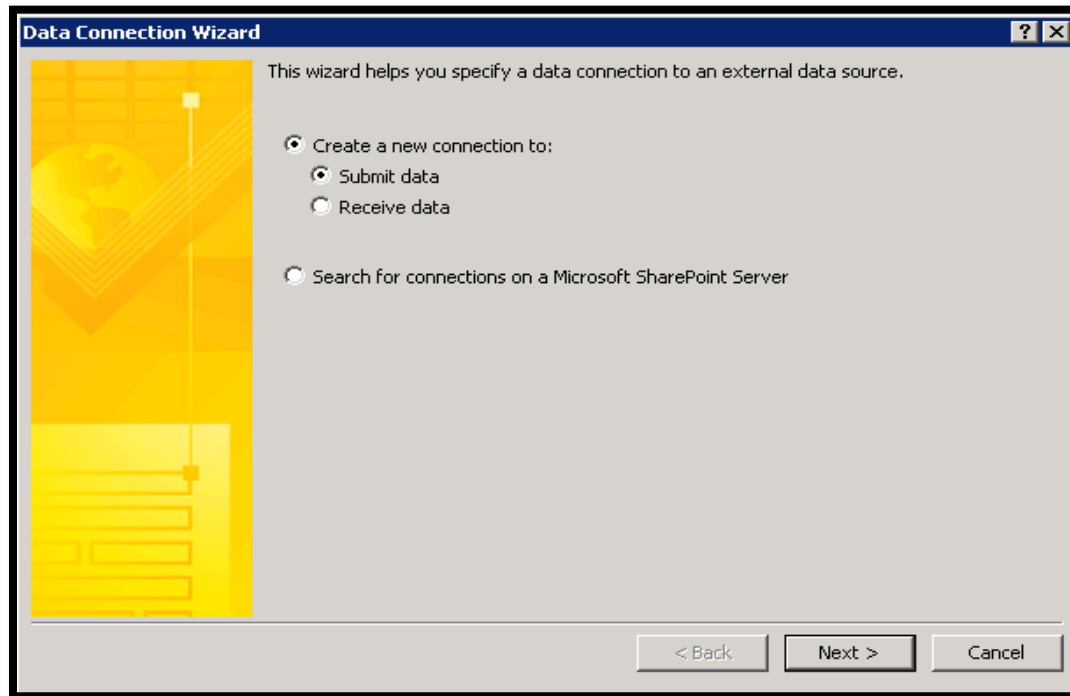 Data Connection Wizard
This wizard helps you specify a data connection to an external data source.
Create a new connection to:
Submit data
Receive data
Search for connections on a Microsoft SharePoint Server
< Back
Next >
Cancel